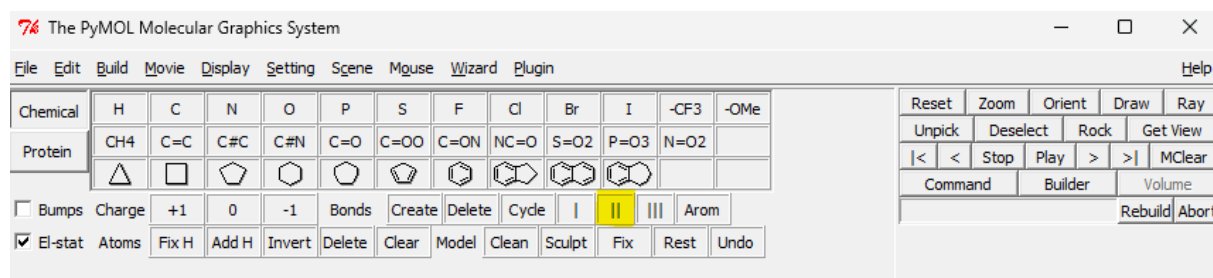 7% The PyMOL Molecular Graphics System
File Edit Build Movie Display Setting Scene Mouse Wizard Plugin Help
Chemical H C N O P S F Cl Br I -CF3 -OMe Reset Zoom Orient Draw Ray
Protein CH4 C=C C#C C#N C=O C=OO C=ON NC=O S=O2 P=O3 N=O2 Unpick Deselect Rock Get View
|< < Stop Play > >| MClear
Command Builder Volume
Bumps Charge +1 0 -1 Bonds Create Delete Cycle | || ||| Arom Rebuild Abort
El-stat Atoms Fix H Add H Invert Delete Clear Model Clean Sculpt Fix Rest Undo